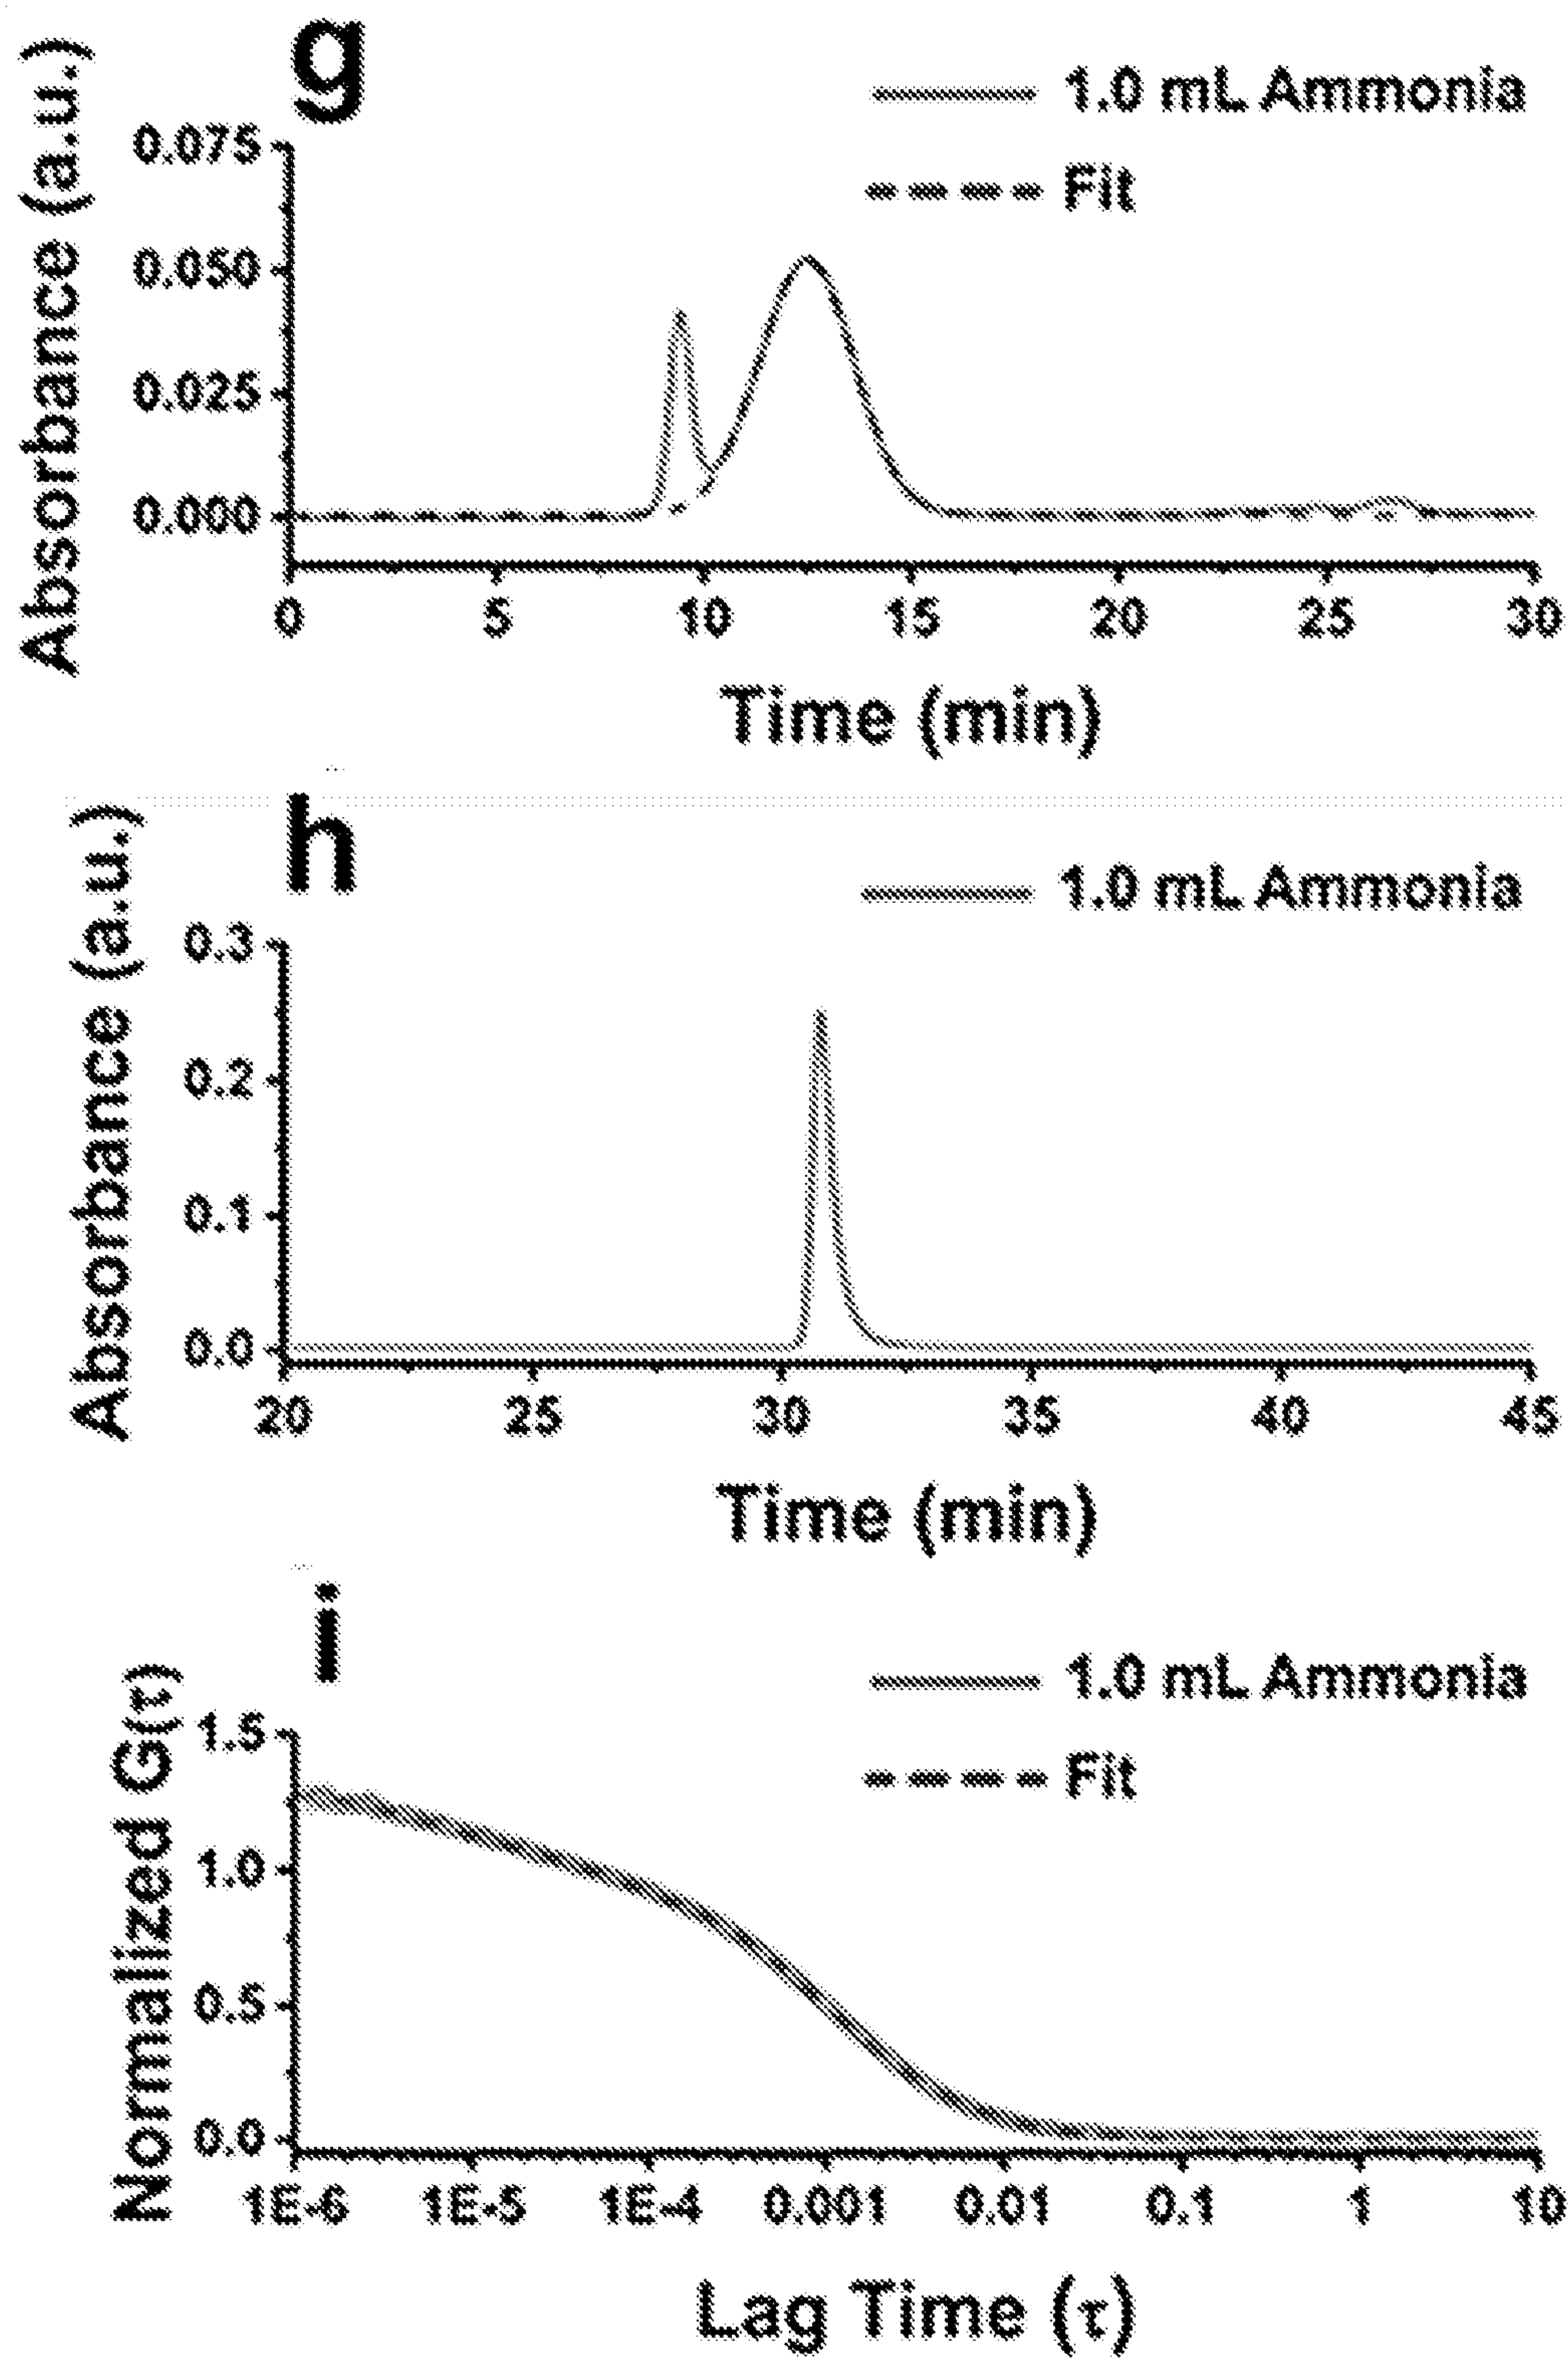 g
1.0 mL Ammonia
Fit
Absorbance (a.u.)
0.075
0.050
0.025
0.000
0 5 10 15 20 25 30
Time (min)
h
1.0 mL Ammonia
Absorbance (a.u.)
0.3
0.2
0.1
0.0
20 25 30 35 40 45
Time (min)
i
1.0 mL Ammonia
Fit
Normalized G(τ)
1.5
1.0
0.5
0.0
1E-6 1E-5 1E-4 0.001 0.01 0.1 1 10
Lag Time (τ)